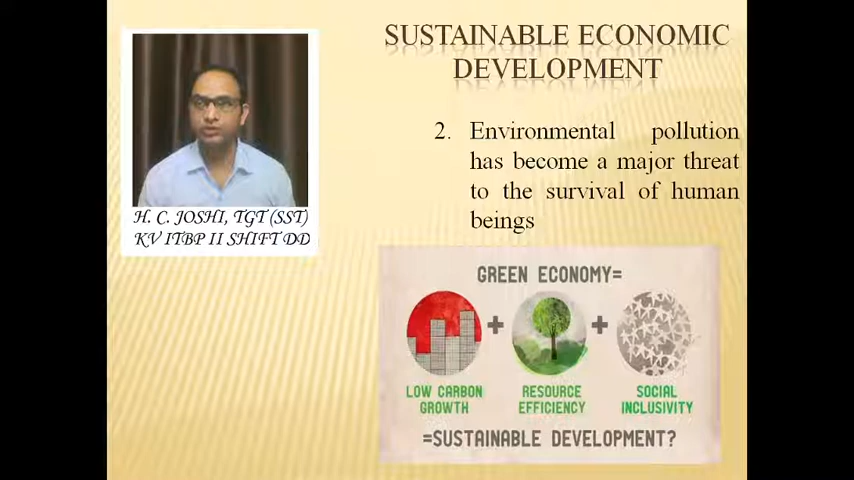 SUSTAINABLE ECONOMIC
DEVELOPMENT
2. Environmental pollution
has become a major threat
to the survival of human
beings
H. C. JOSHI, TGT (SST)
KV ITBP II SHIFT DD
GREEN ECONOMY=
+ +
LOW CARBON
GROWTH
RESOURCE
EFFICIENCY
SOCIAL
INCLUSIVITY
=SUSTAINABLE DEVELOPMENT?